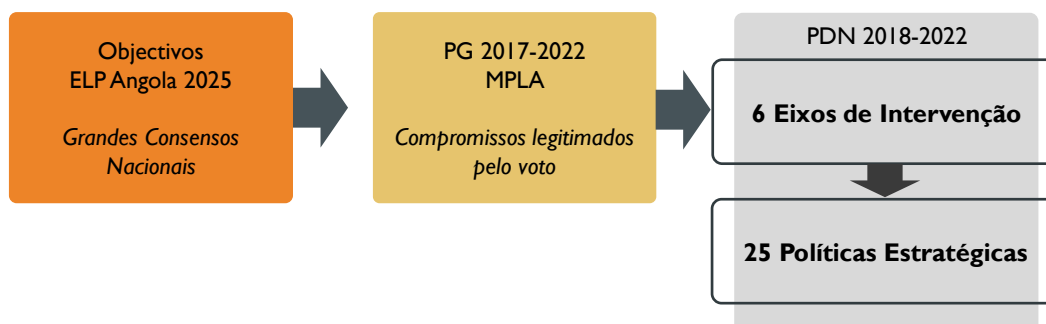 Objectivos
ELP Angola 2025
Grandes Consensos
Nacionais
PG 2017-2022
MPLA
Compromissos legitimados
pelo voto
PDN 2018-2022
6 Eixos de Intervenção
25 Políticas Estratégicas